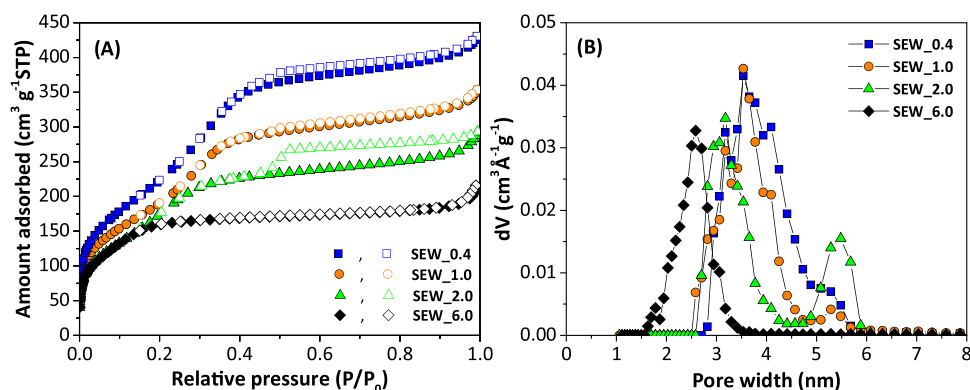 (A)
Amount adsorbed (cm³ g⁻¹STP)
450
400
350
300
250
200
150
100
50
0
, SEW_0.4
, SEW_1.0
, SEW_2.0
, SEW_6.0
0.0 0.2 0.4 0.6 0.8 1.0
Relative pressure (P/P₀)
(B)
dV (cm³Å⁻¹g⁻¹)
0.05
0.04
0.03
0.02
0.01
0.00
SEW_0.4
SEW_1.0
SEW_2.0
SEW_6.0
0 1 2 3 4 5 6 7 8
Pore width (nm)